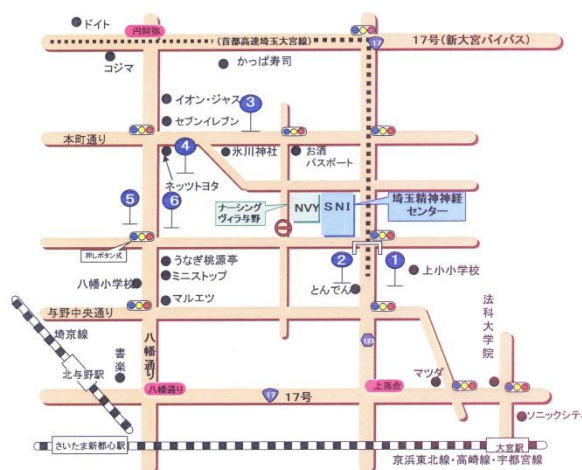 ドイト
円阿弥
(首都高速埼玉大宮線)
17
17号(新大宮バイパス)
コジマ
かっぱ寿司
イオン・ジャス
3
セブンイレブン
本町通り
4
氷川神社
お酒
パスポート
ネッツトヨタ
5
6
ナーシング
ヴィラ与野
NVY
SNI
埼玉精神神経
センター
押しボタン式
うなぎ桃源亭
2
1
ミニストップ
上小小学校
八幡小学校
とんでん
マルエツ
与野中央通り
埼京線
八幡通り
法科大学院
書楽
北与野駅
マツダ
八幡通り
17
17号
上落合
ソニックシテ
さいたま新都心駅
大宮駅
京浜東北線・高崎線・宇都宮線